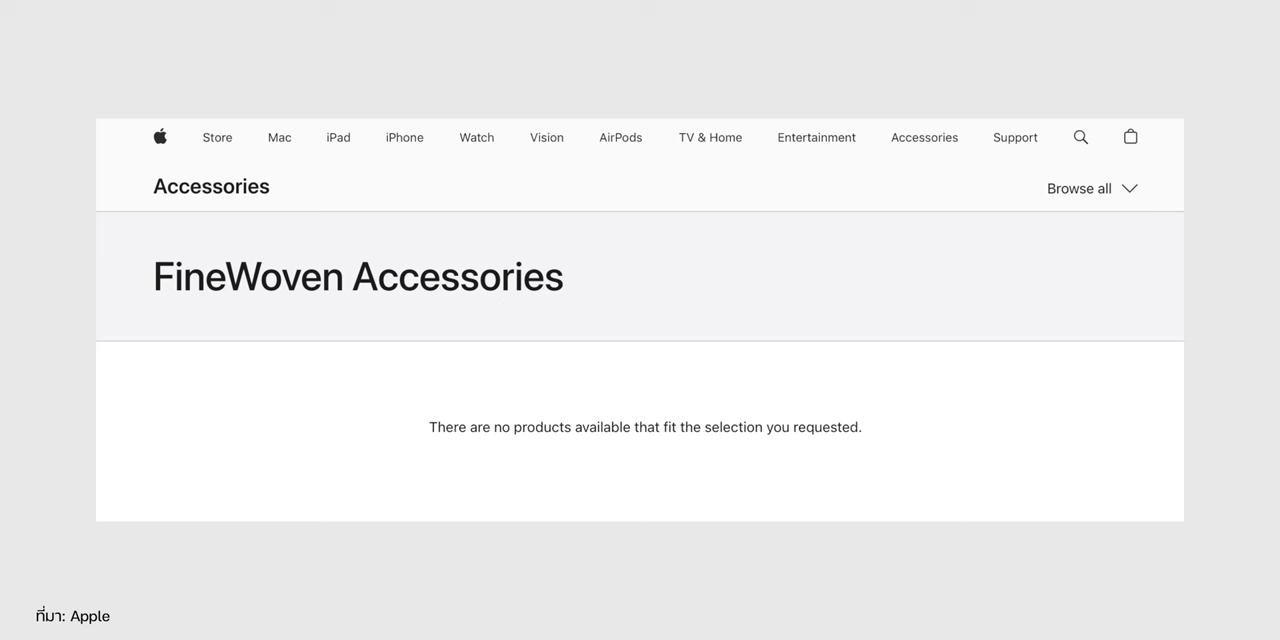 Store Mac iPad iPhone Watch Vision AirPods TV & Home Entertainment Accessories Support
Accessories Browse all
FineWoven Accessories
There are no products available that fit the selection you requested.
ที่มา: Apple